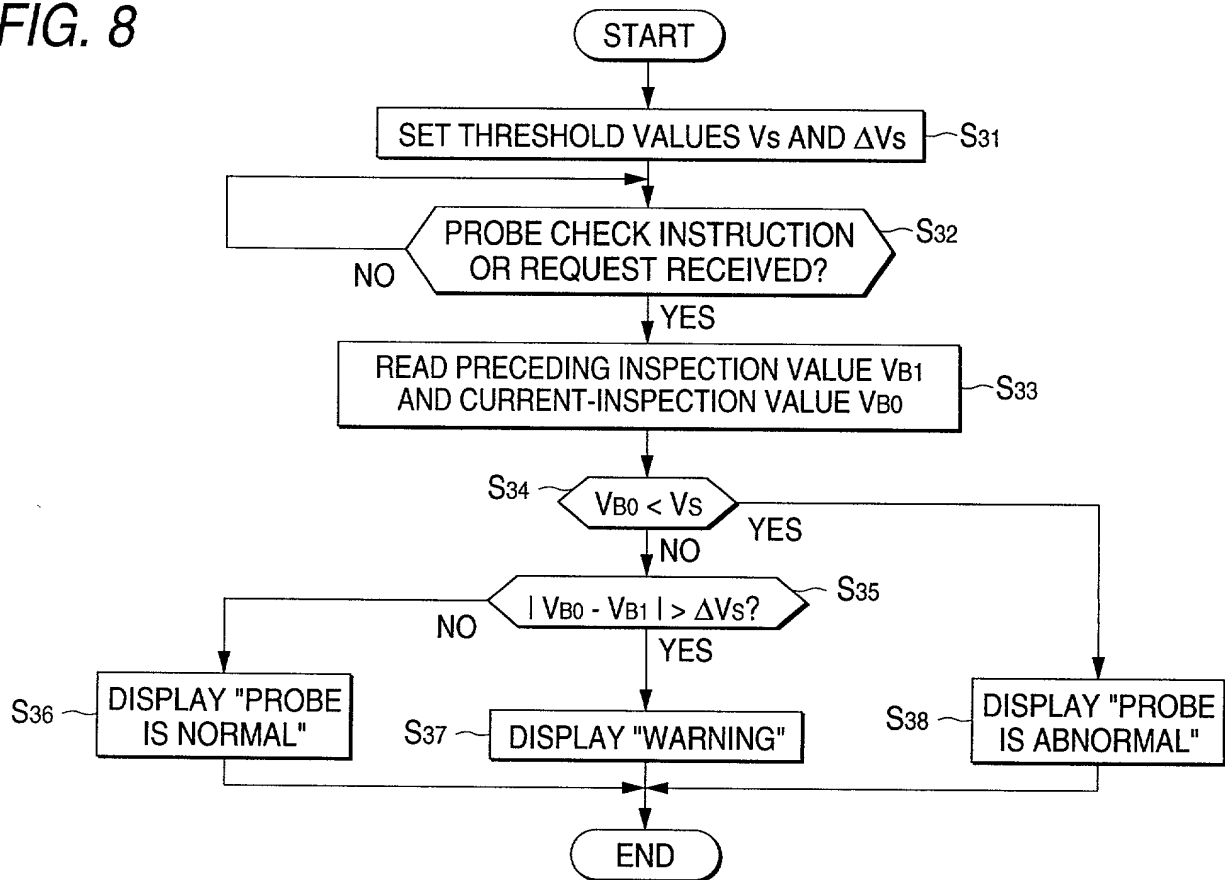 FIG. 8
START
SET THRESHOLD VALUES VS AND ΔVS
S31
PROBE CHECK INSTRUCTION
OR REQUEST RECEIVED?
S32
NO
YES
READ PRECEDING INSPECTION VALUE VB1
AND CURRENT-INSPECTION VALUE VB0
S33
S34
VB0 < VS
YES
NO
| VB0 - VB1 | > ΔVS?
S35
NO
YES
S36
DISPLAY "PROBE
IS NORMAL"
S37
DISPLAY "WARNING"
S38
DISPLAY "PROBE
IS ABNORMAL"
END